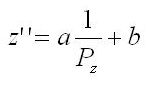 z'' = a 1/P_z + b